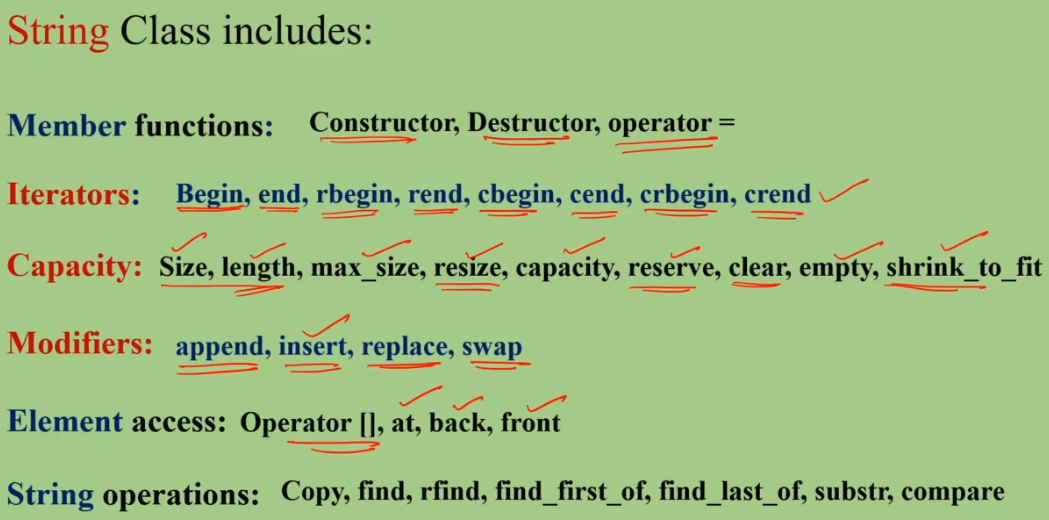 String Class includes:
Member functions: Constructor, Destructor, operator =
Iterators: Begin, end, rbegin, rend, cbegin, cend, crbegin, crend
Capacity: Size, length, max_size, resize, capacity, reserve, clear, empty, shrink_to_fit
Modifiers: append, insert, replace, swap
Element access: Operator [], at, back, front
String operations: Copy, find, rfind, find_first_of, find_last_of, substr, compare